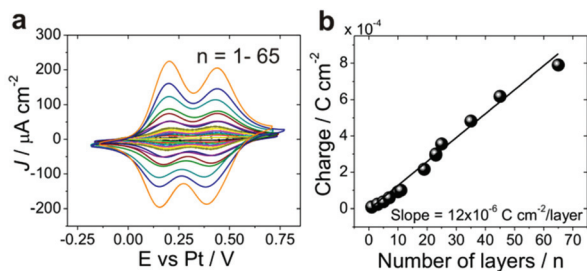 a
n = 1- 65
300
200
100
0
-100
-200
J / µA cm⁻²
-0.25 0.00 0.25 0.50 0.75
E vs Pt / V
b
x 10⁻⁴
8
6
4
2
0
Charge / C cm⁻²
Slope = 12x10⁻⁶ C cm⁻²/layer
0 10 20 30 40 50 60 70
Number of layers / n